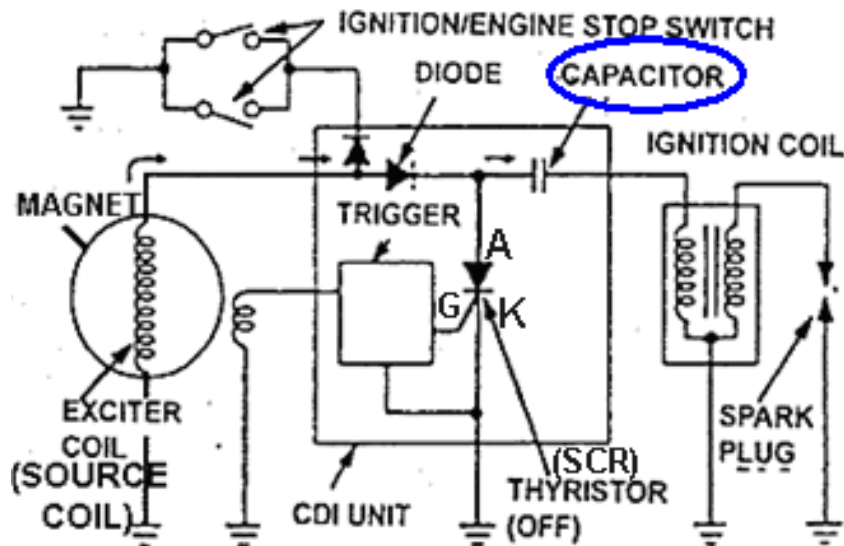 IGNITION/ENGINE STOP SWITCH
DIODE
CAPACITOR
IGNITION COIL
MAGNET
TRIGGER
A
G
K
EXCITER
COIL
(SOURCE
COIL)
CDI UNIT
(SCR)
THYRISTOR
(OFF)
SPARK
PLUG